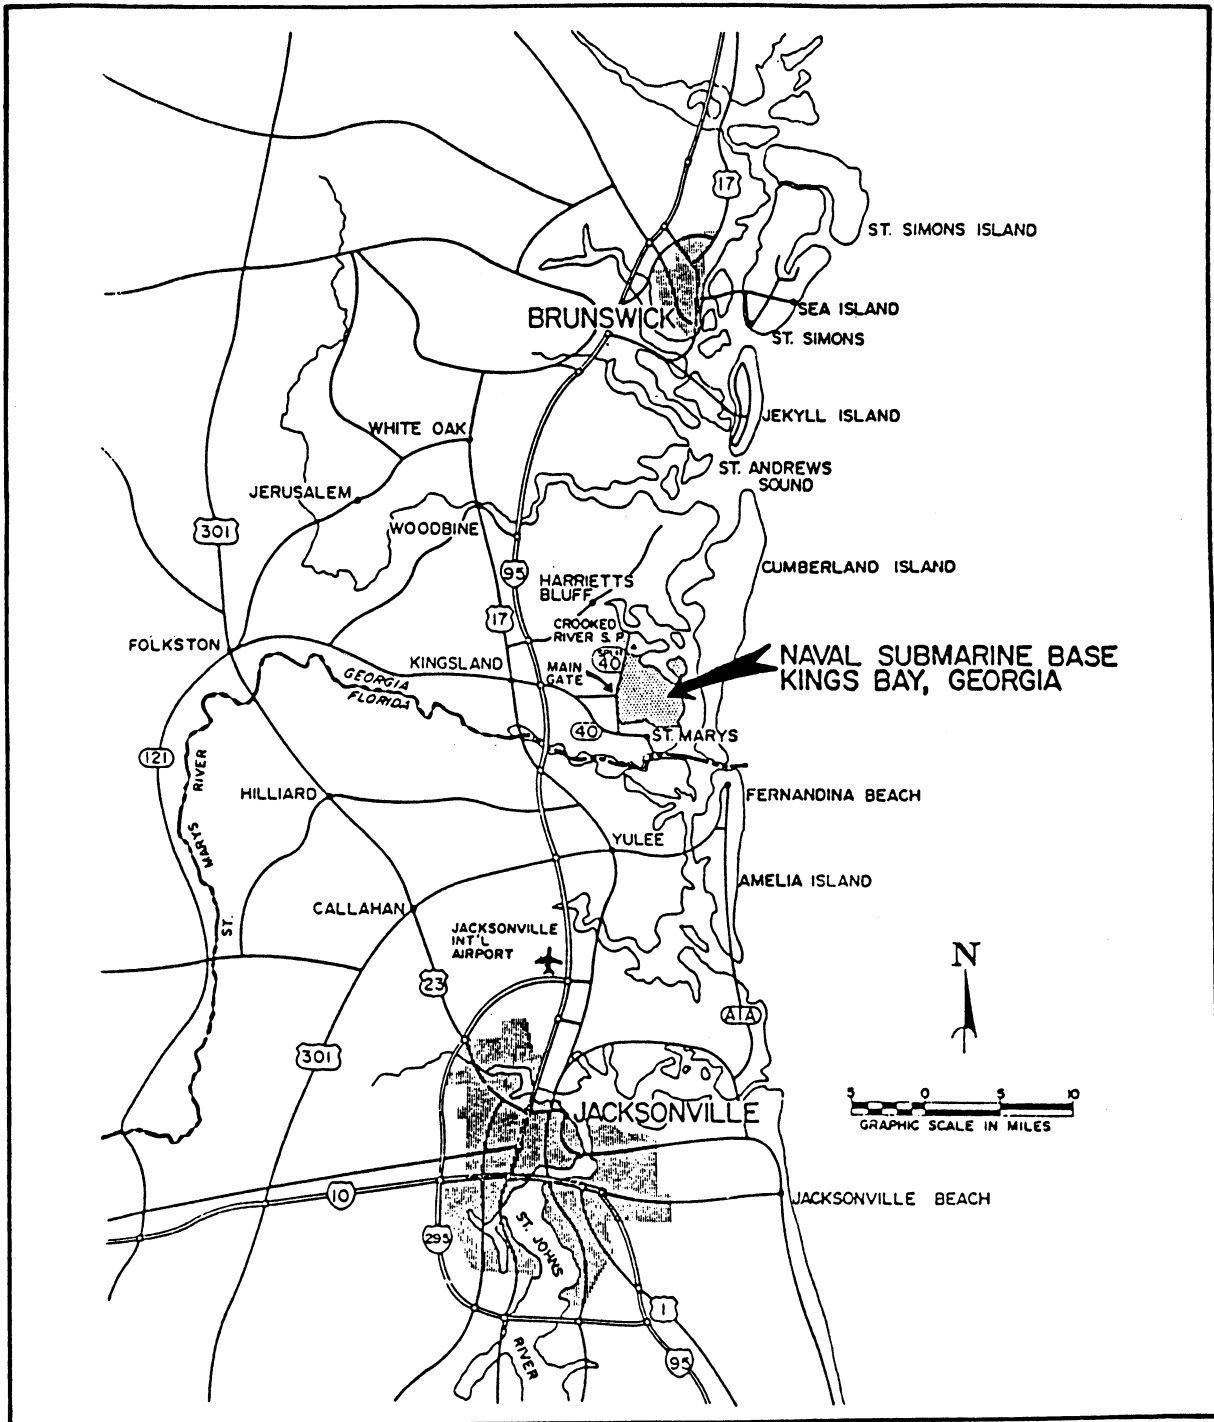 17
ST. SIMONS ISLAND
SEA ISLAND
BRUNSWICK
ST. SIMONS
JEKYLL ISLAND
WHITE OAK
ST. ANDREWS
SOUND
JERUSALEM
301
WOODBINE
95
CUMBERLAND ISLAND
HARRIETTS
BLUFF
17
CROOKED
RIVER S. P.
FOLKSTON
KINGSLAND
MAIN
GATE
40
NAVAL SUBMARINE BASE
KINGS BAY, GEORGIA
GEORGIA
FLORIDA
40
ST. MARYS
121
HILLIARD
FERNANDINA BEACH
YULEE
ST. MARYS RIVER
AMELIA ISLAND
CALLAHAN
JACKSONVILLE
INT'L
AIRPORT
N
23
A1A
301
5 0 5 10
GRAPHIC SCALE IN MILES
JACKSONVILLE
10
JACKSONVILLE BEACH
295
ST. JOHNS
RIVER
1
95